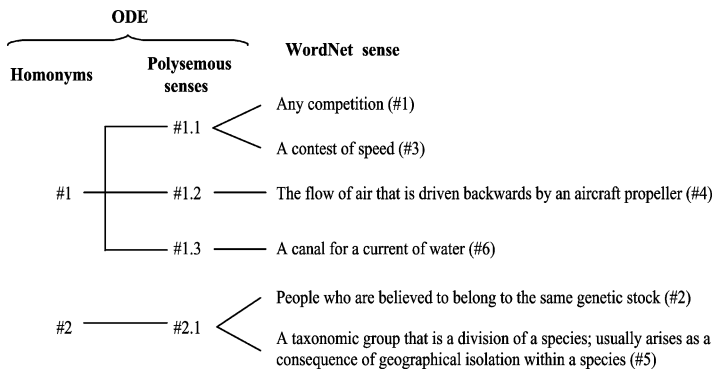 ODE
Homonyms
Polysemous
senses
WordNet sense
#1
#1.1
Any competition (#1)
A contest of speed (#3)
#1.2
The flow of air that is driven backwards by an aircraft propeller (#4)
#1.3
A canal for a current of water (#6)
#2
#2.1
People who are believed to belong to the same genetic stock (#2)
A taxonomic group that is a division of a species; usually arises as a
consequence of geographical isolation within a species (#5)